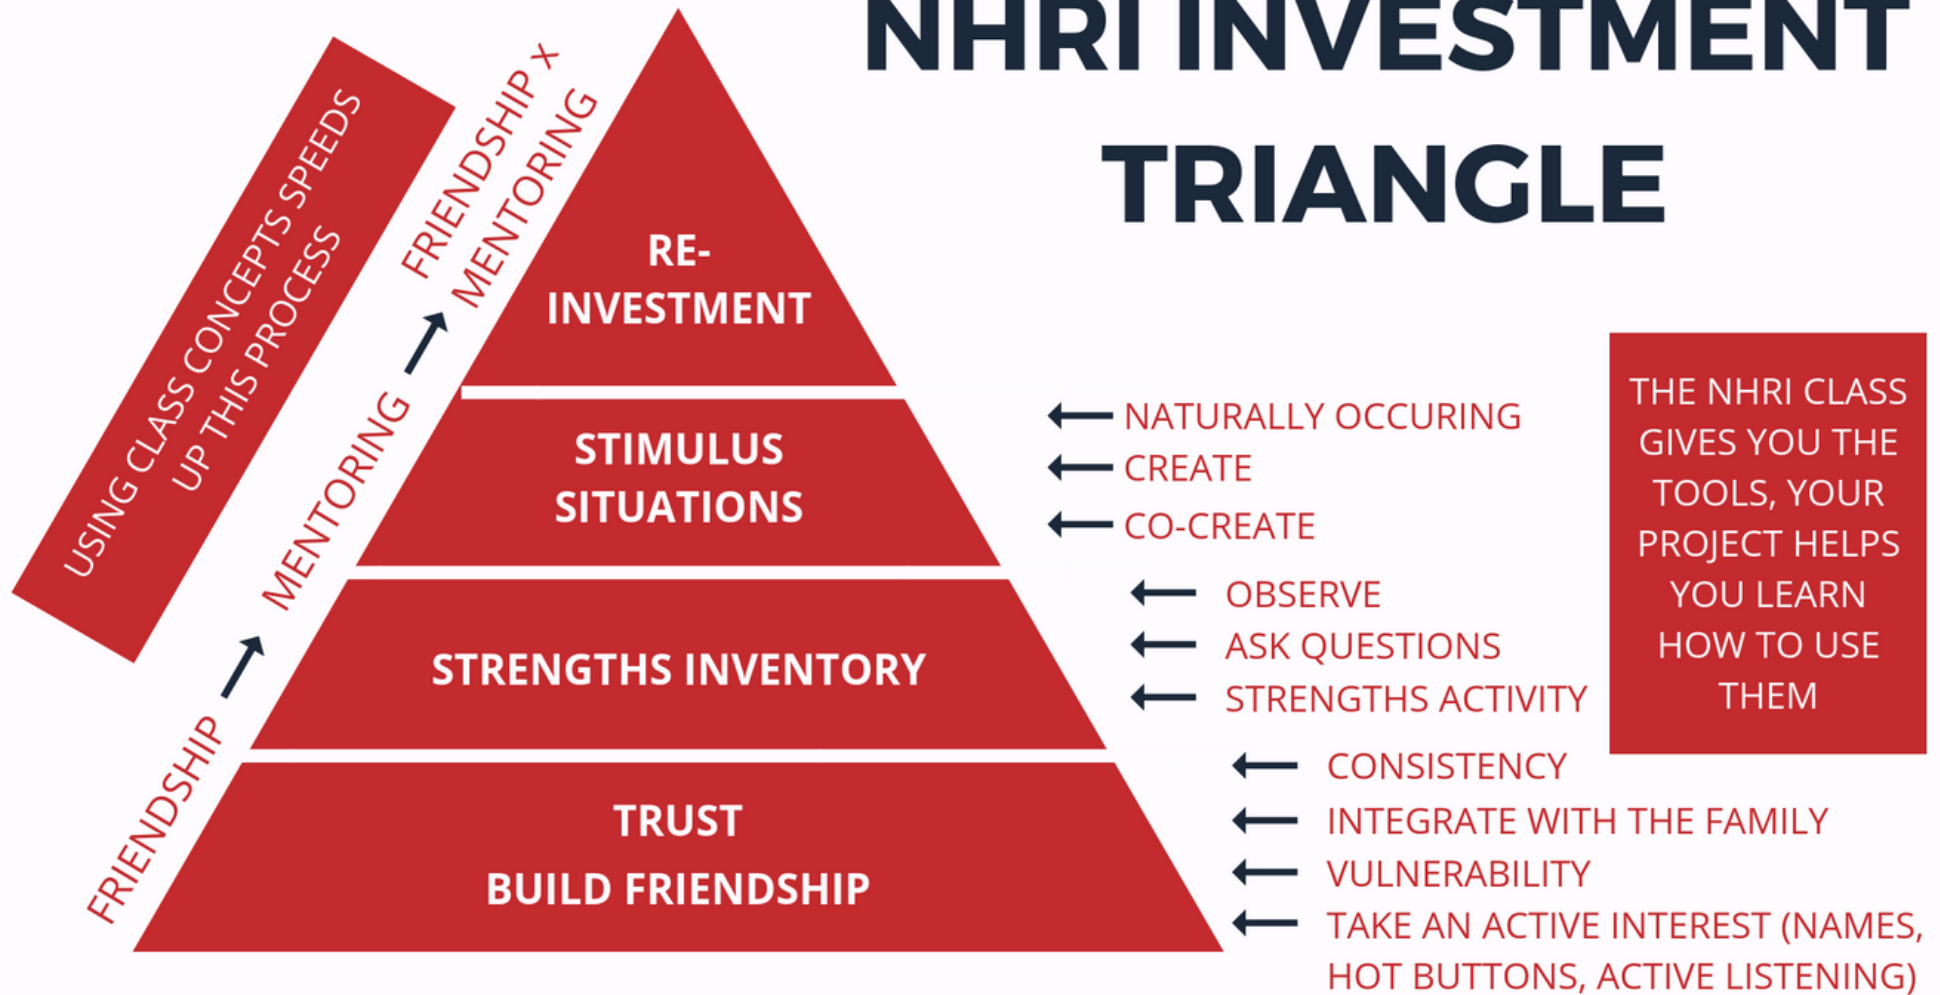 NHRI INVESTMENT
TRIANGLE
USING CLASS CONCEPTS SPEEDS
UP THIS PROCESS
FRIENDSHIP X
MENTORING
MENTORING
FRIENDSHIP
RE-
INVESTMENT
STIMULUS
SITUATIONS
NATURALLY OCCURING
CREATE
CO-CREATE
STRENGTHS INVENTORY
OBSERVE
ASK QUESTIONS
STRENGTHS ACTIVITY
TRUST
BUILD FRIENDSHIP
CONSISTENCY
INTEGRATE WITH THE FAMILY
VULNERABILITY
TAKE AN ACTIVE INTEREST (NAMES,
HOT BUTTONS, ACTIVE LISTENING)
THE NHRI CLASS
GIVES YOU THE
TOOLS, YOUR
PROJECT HELPS
YOU LEARN
HOW TO USE
THEM